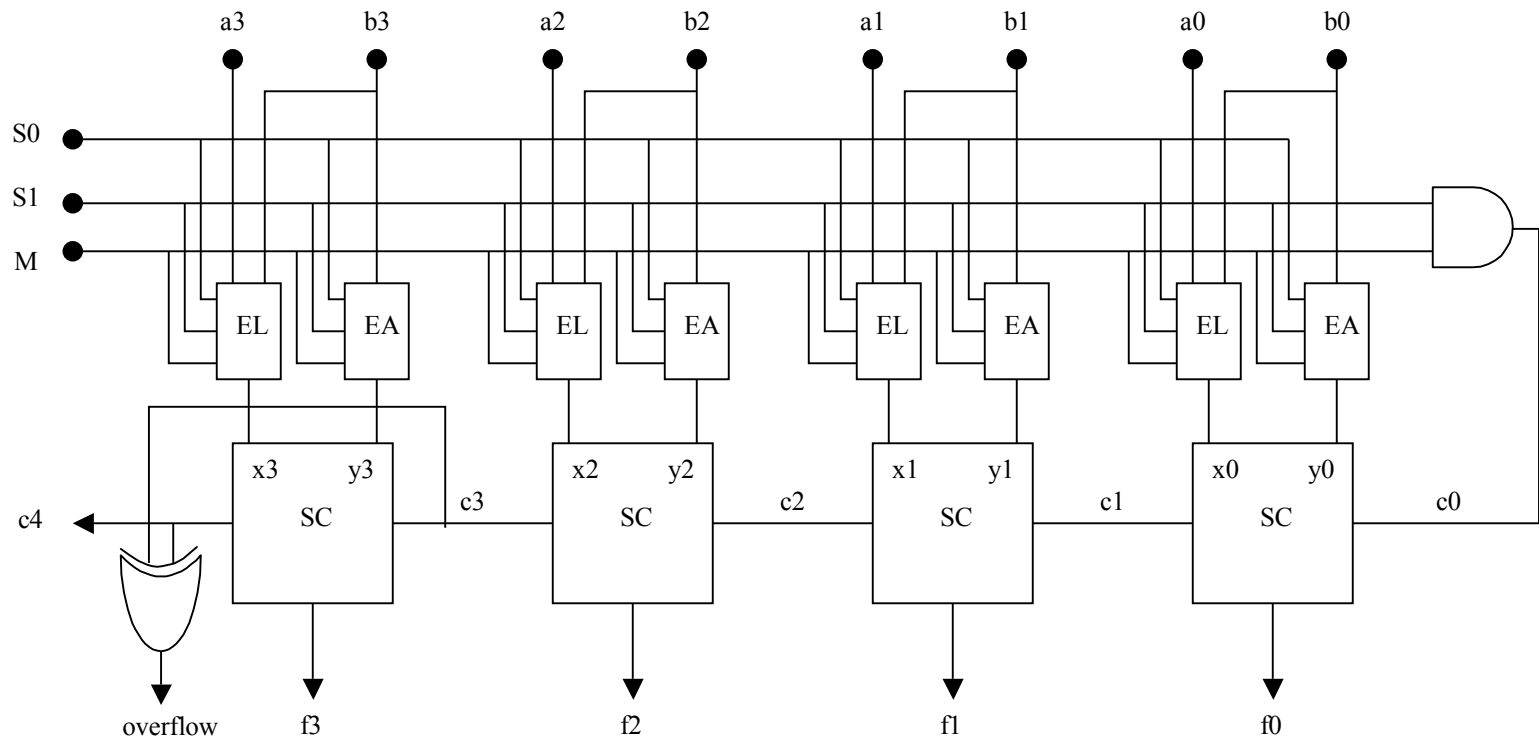 a3 b3 a2 b2 a1 b1 a0 b0
S0
S1
M
EL EA EL EA EL EA EL EA
x3 y3 x2 y2 x1 y1 x0 y0
c3 c2 c1 c0
c4 SC SC SC SC
overflow f3 f2 f1 f0